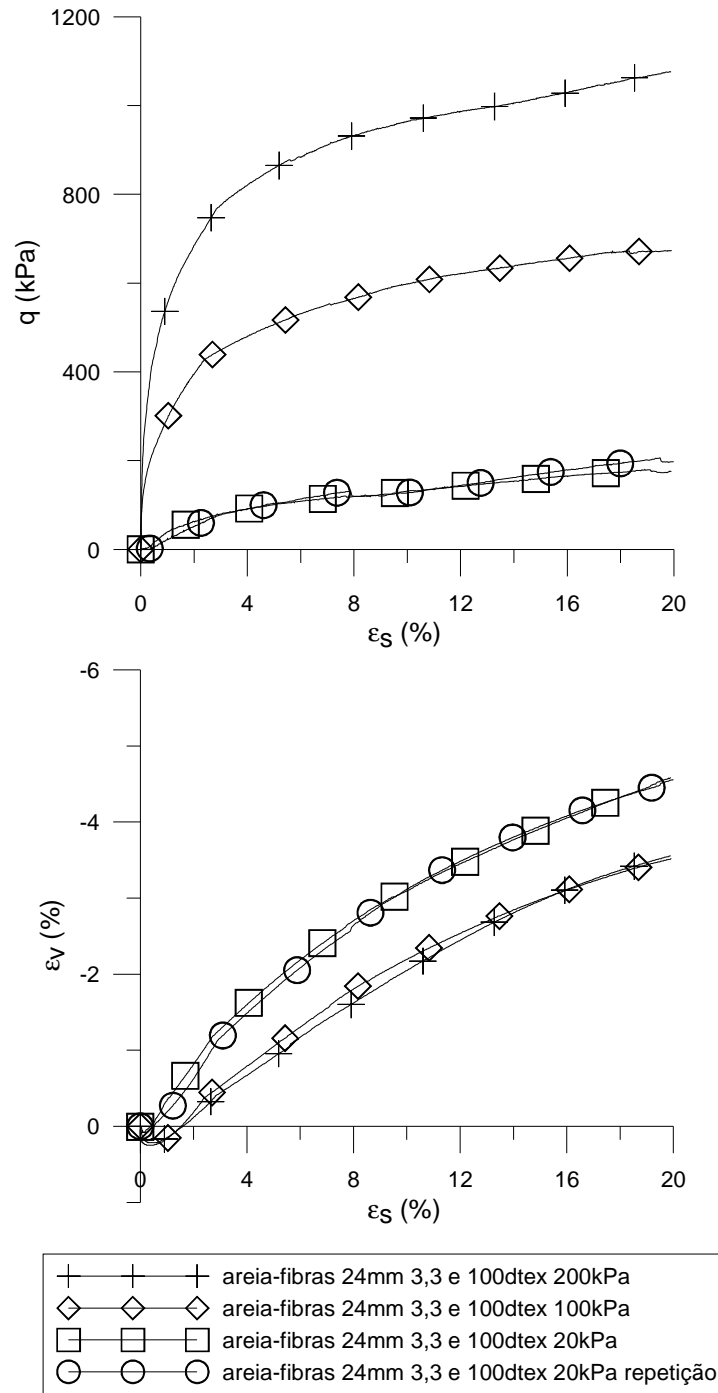 1200
800
q (kPa)
400
0
0 4 8 12 16 20
εs (%)
-6
-4
εv (%)
-2
0
0 4 8 12 16 20
εs (%)
areia-fibras 24mm 3,3 e 100dtex 200kPa
areia-fibras 24mm 3,3 e 100dtex 100kPa
areia-fibras 24mm 3,3 e 100dtex 20kPa
areia-fibras 24mm 3,3 e 100dtex 20kPa repetição